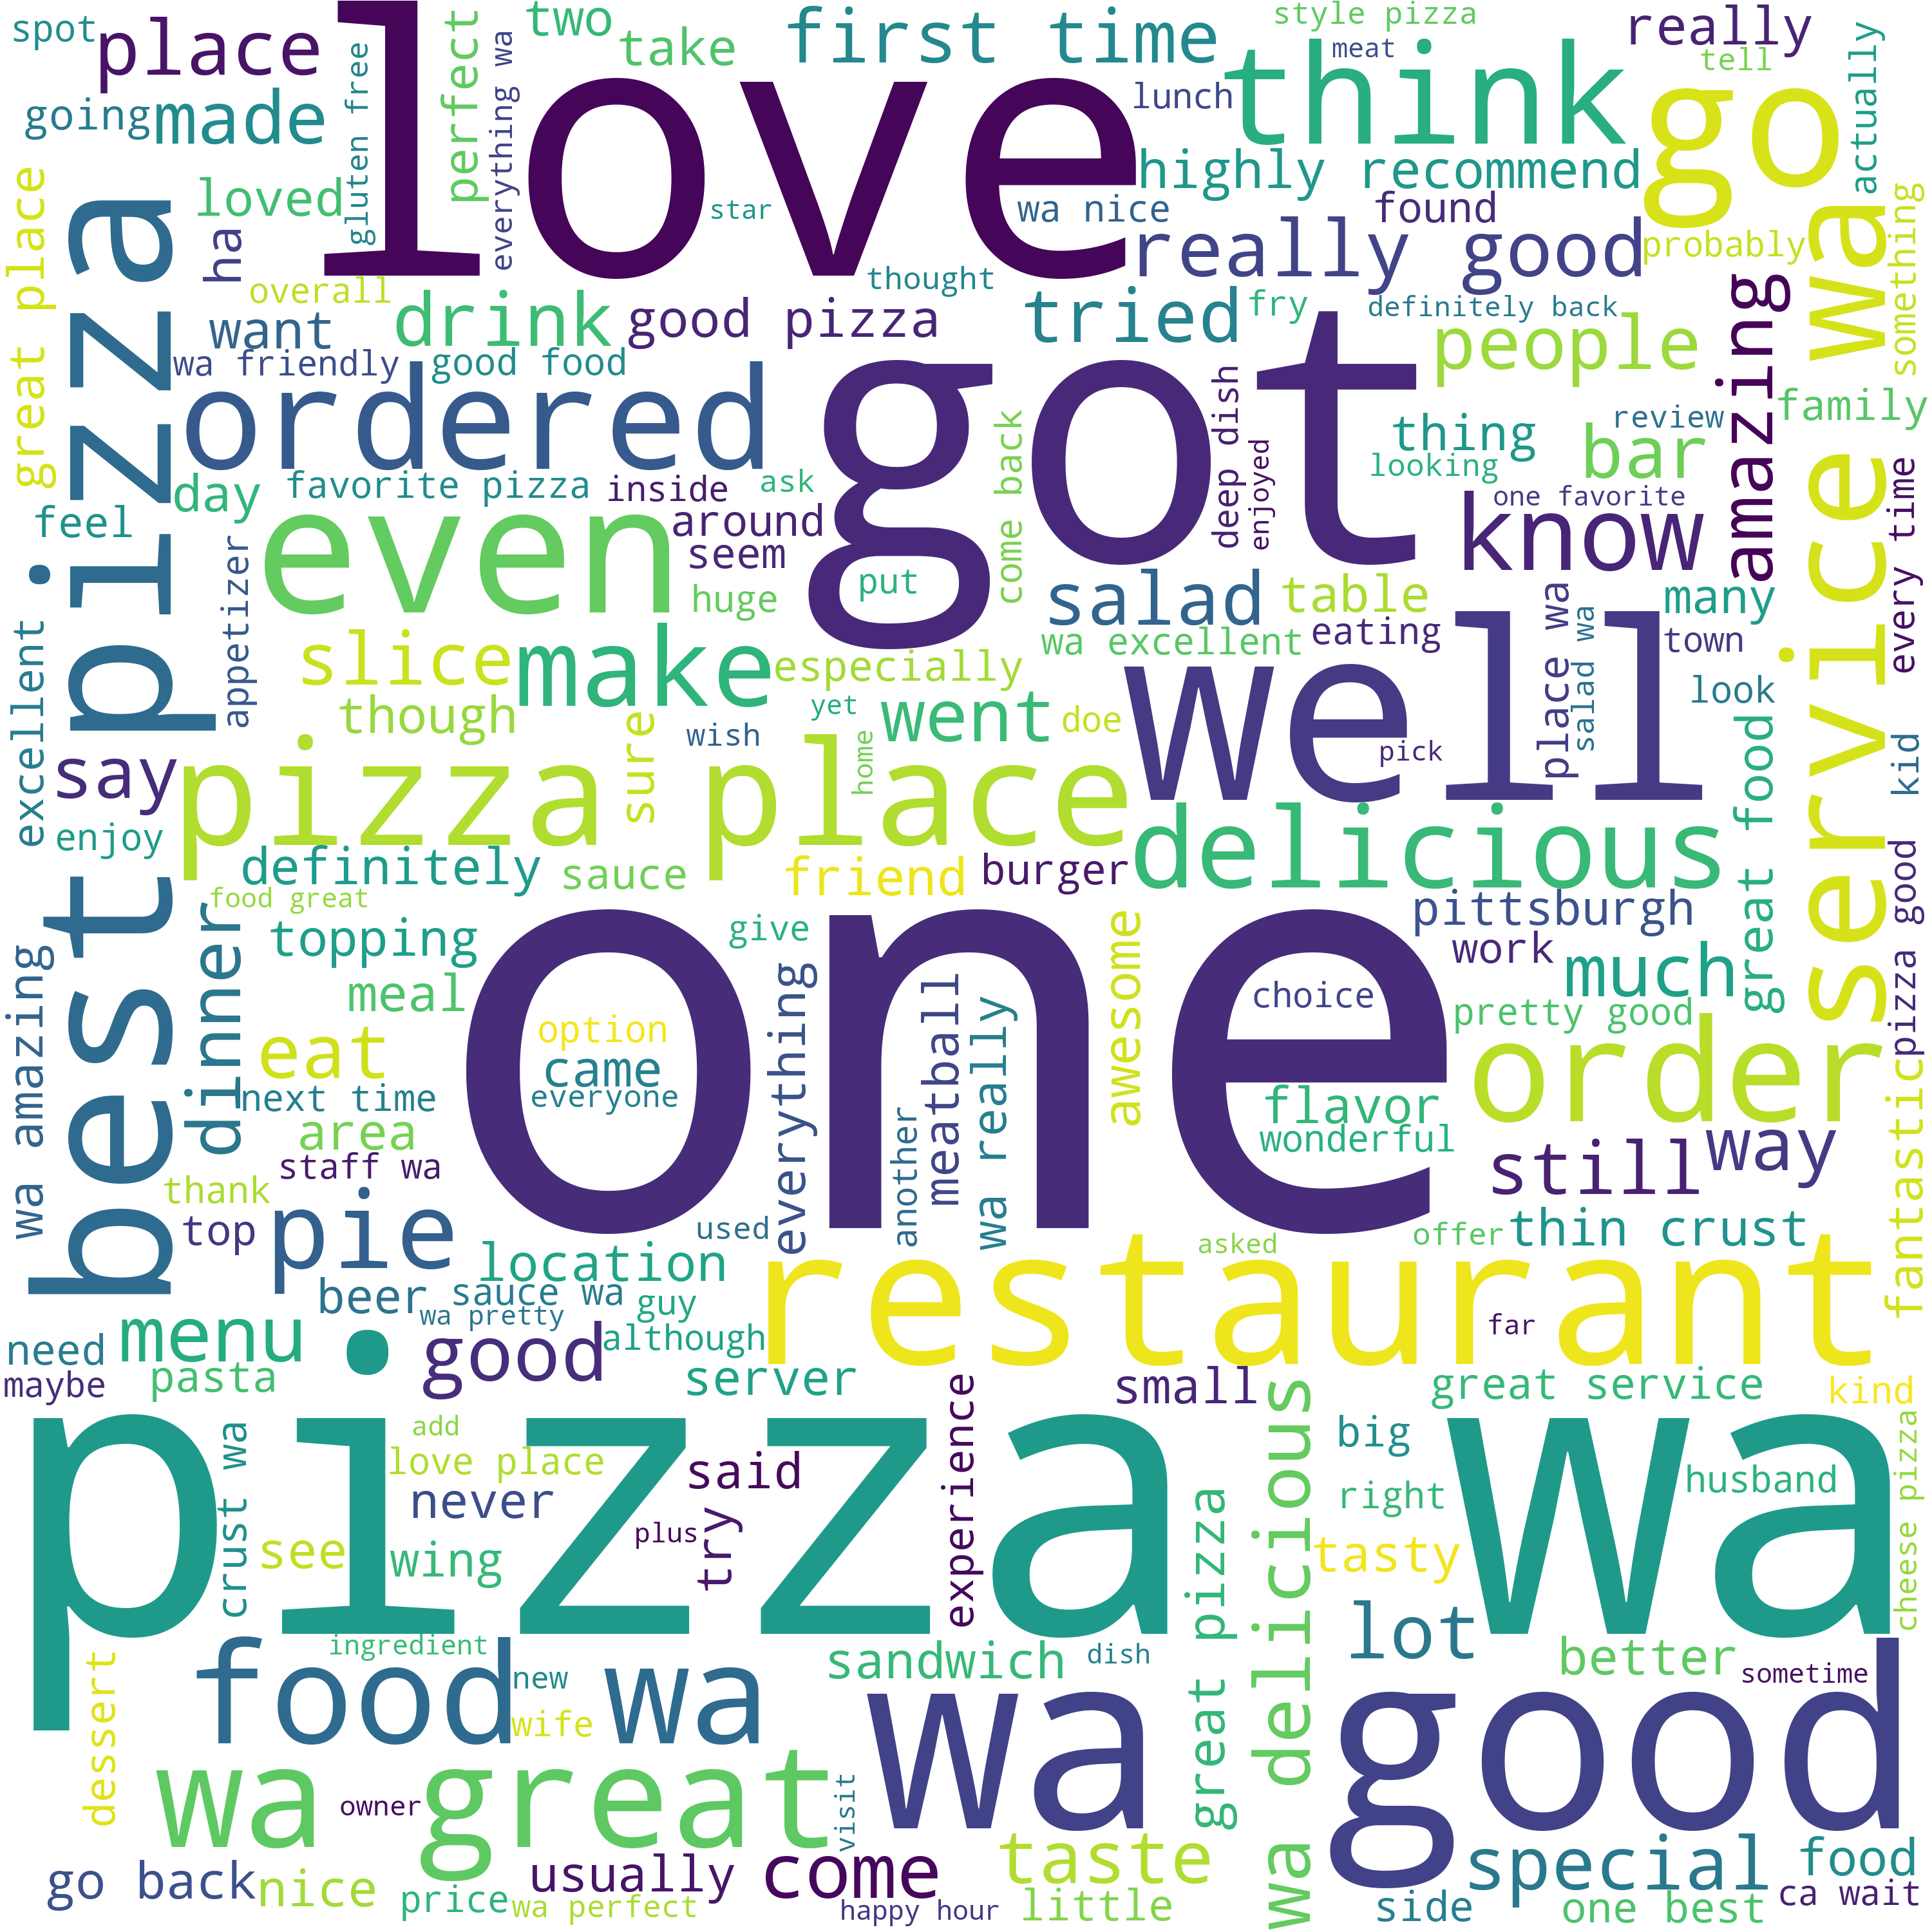 spot
place
two
take
first time
style pizza
meat
really
tell
going
made
gluten free
perfect
everything wa
love
lunch
think
go
actually
highly recommend
great place
loved
ha
star
wa nice
found
really good
probably
something
best pizza
overall
thought
want
drink
good pizza
tried
fry
definitely back
people
amazing
service wa
wa friendly
good food
ordered
got
family
review
thing
bar
looking
deep dish
enjoyed
come back
day
favorite pizza
inside
ask
one favorite
feel
even
around
know
every time
seem
appetizer
put
huge
salad
table
many
wa excellent
eating
place wa
salad wa
town
excellent
slice
make
especially
well
look
though
yet
went
doe
sure
wish
home
pick
kid
say
pizza place
great food
enjoy
definitely
sauce
friend
burger
delicious
food great
dinner
pittsburgh
pizza good
topping
give
one
awesome
work
much
wa amazing
meal
everything
meatball
choice
pretty good
option
wa really
eat
came
order
next time
everyone
another
flavor
fantastic
area
wonderful
staff wa
still
way
thank
top
pie
used
offer
thin crust
location
asked
restaurant
beer
sauce wa
guy
wa pretty
far
need
menu
good
although
maybe
pasta
server
small
great service
kind
experience
wa delicious
pizza
wa
crust wa
add
big
cheese pizza
love place
said
husband
never
right
try
see
wing
plus
tasty
great pizza
lot
ingredient
sandwich
dish
better
sometime
dessert
food wa
new
wa
good
wife
wa great
owner
visit
go back
nice
price
usually
wa perfect
come
happy hour
taste
little
special
side
food
one best
ca wait